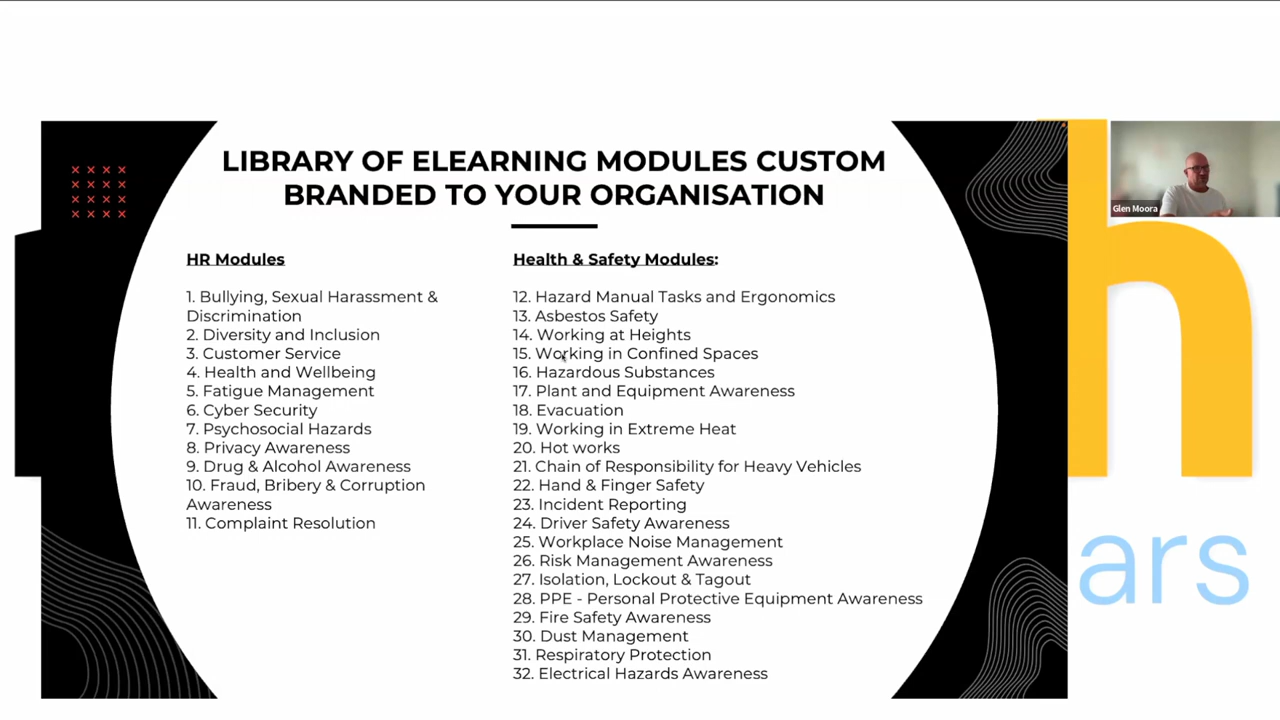 LIBRARY OF ELEARNING MODULES CUSTOM
BRANDED TO YOUR ORGANISATION
HR Modules
1. Bullying, Sexual Harassment &
Discrimination
2. Diversity and Inclusion
3. Customer Service
4. Health and Wellbeing
5. Fatigue Management
6. Cyber Security
7. Psychosocial Hazards
8. Privacy Awareness
9. Drug & Alcohol Awareness
10. Fraud, Bribery & Corruption
Awareness
11. Complaint Resolution
Health & Safety Modules:
12. Hazard Manual Tasks and Ergonomics
13. Asbestos Safety
14. Working at Heights
15. Working in Confined Spaces
16. Hazardous Substances
17. Plant and Equipment Awareness
18. Evacuation
19. Working in Extreme Heat
20. Hot works
21. Chain of Responsibility for Heavy Vehicles
22. Hand & Finger Safety
23. Incident Reporting
24. Driver Safety Awareness
25. Workplace Noise Management
26. Risk Management Awareness
27. Isolation, Lockout & Tagout
28. PPE - Personal Protective Equipment Awareness
29. Fire Safety Awareness
30. Dust Management
31. Respiratory Protection
32. Electrical Hazards Awareness
Glen Moora
h
ars